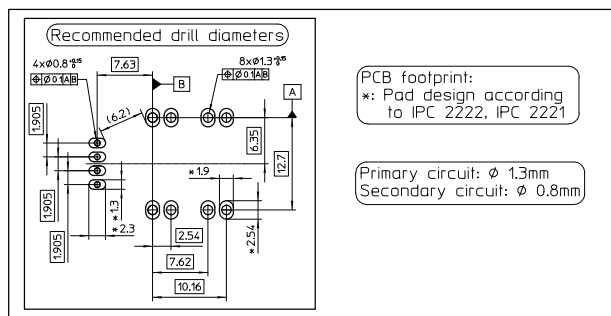 Recommended drill diameters
4xø0.8 +0.15 0
7.63
8xø1.3 +0.15 0
⌖ ø0.1 A B
B
⌖ ø0.1 A B
A
(6.2)
1.905
6.35
12.7
1.905
*1.9
*1.3
1.905
*2.3
2.54
*2.54
7.62
10.16
PCB footprint:
*: Pad design according
to IPC 2222, IPC 2221
Primary circuit: ø 1.3mm
Secondary circuit: ø 0.8mm